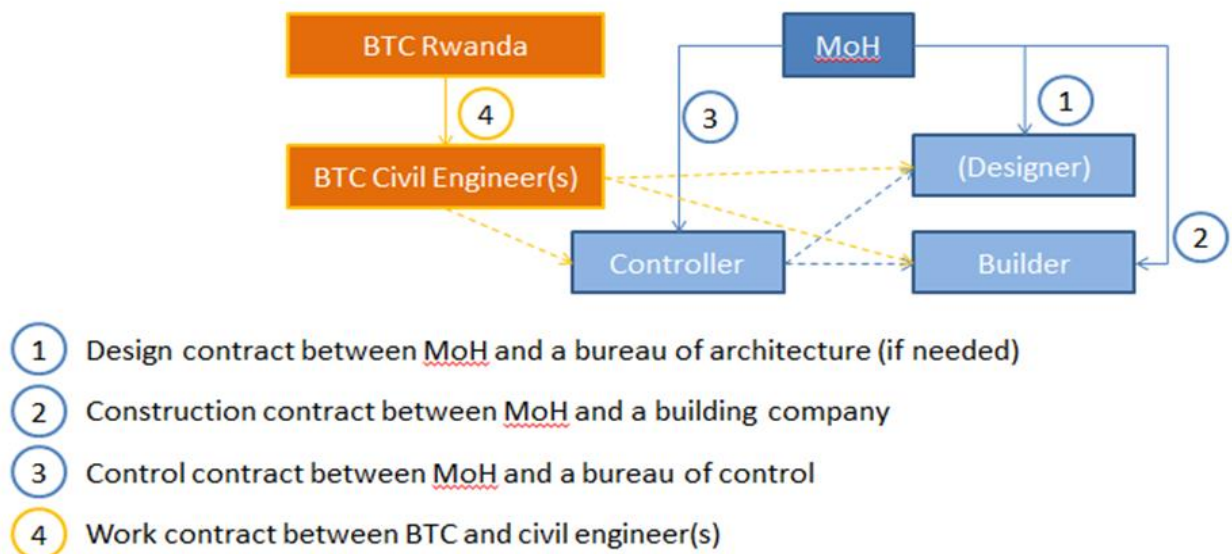 BTC Rwanda
MoH
4
3
1
BTC Civil Engineer(s)
(Designer)
2
Controller
Builder
1 Design contract between MoH and a bureau of architecture (if needed)
2 Construction contract between MoH and a building company
3 Control contract between MoH and a bureau of control
4 Work contract between BTC and civil engineer(s)